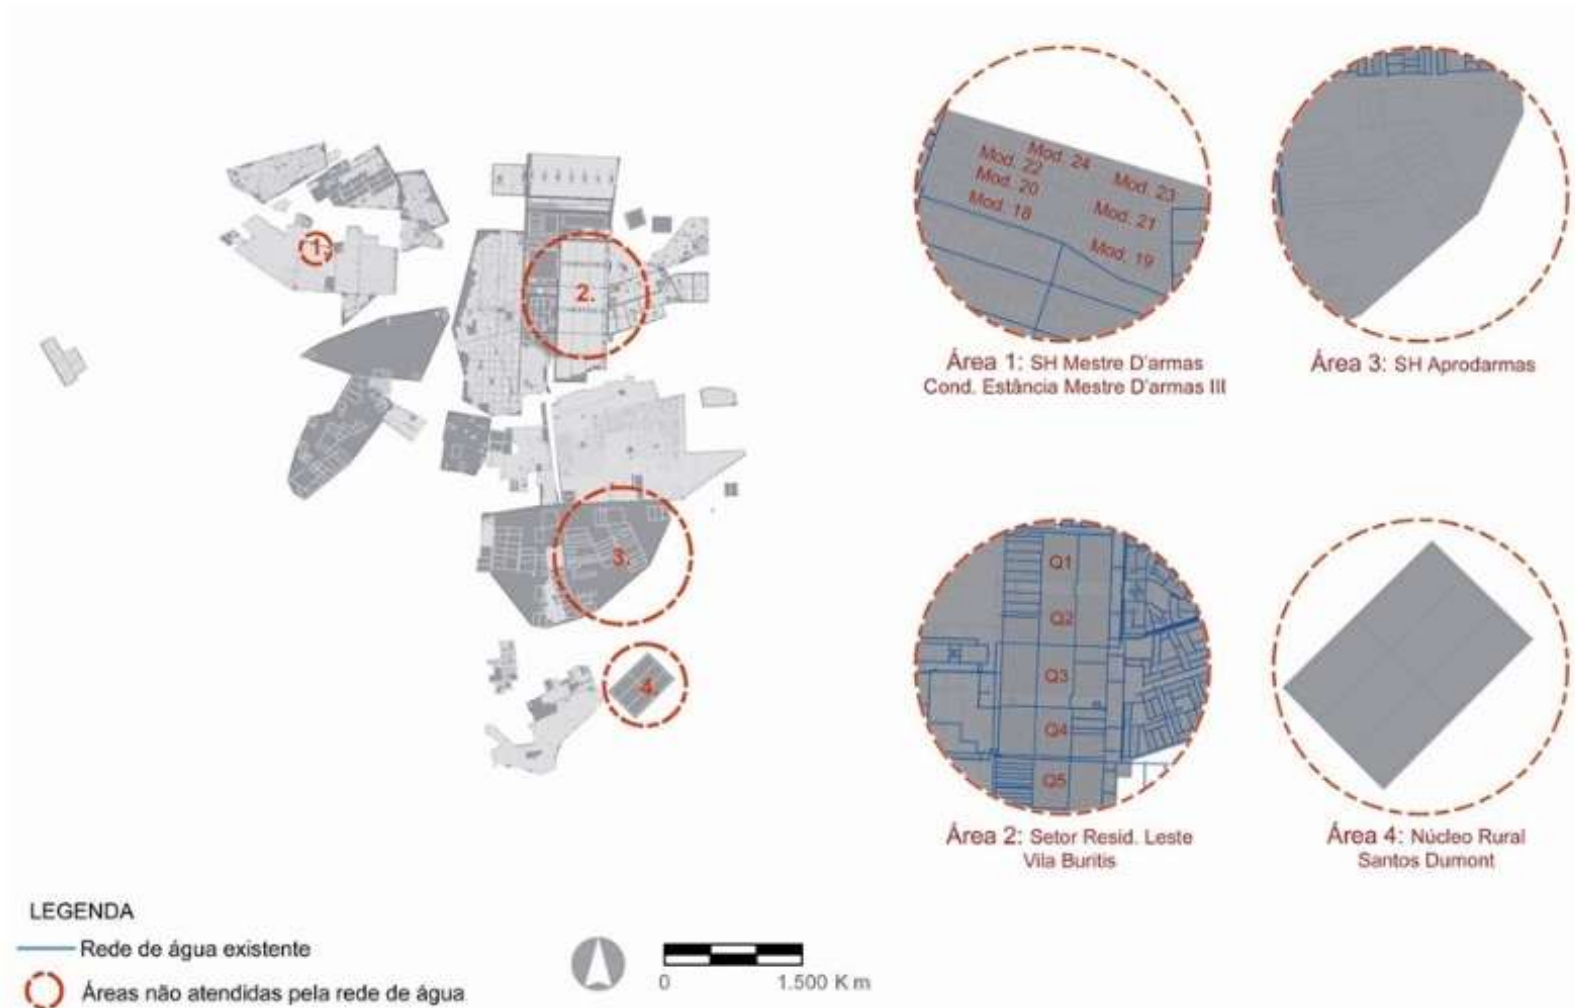 1.
2.
3.
4.
Mod. 24
Mod. 22
Mod. 23
Mod. 20
Mod. 18
Mod. 21
Mod. 19
Área 1: SH Mestre D'armas
Cond. Estância Mestre D'armas III
Área 3: SH Aprodarmas
Q1
Q2
Q3
Q4
Q5
Área 2: Setor Resid. Leste
Vila Buritis
Área 4: Núcleo Rural
Santos Dumont
LEGENDA
Rede de água existente
Áreas não atendidas pela rede de água
0 1.500 Km